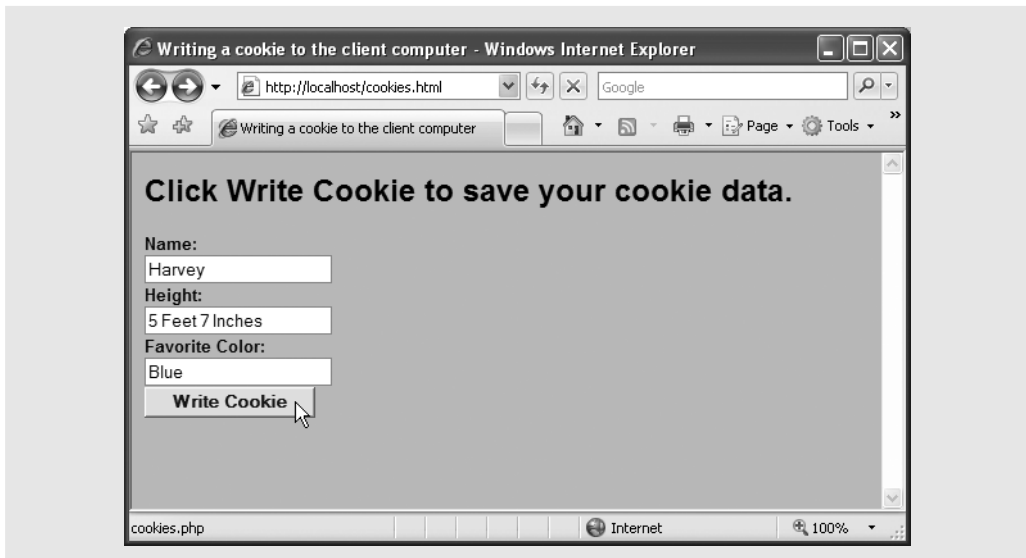 Writing a cookie to the client computer - Windows Internet Explorer
http://localhost/cookies.html
Google
Writing a cookie to the client computer
Page
Tools
»
Click Write Cookie to save your cookie data.
Name:
Harvey
Height:
5 Feet 7 Inches
Favorite Color:
Blue
Write Cookie
cookies.php
Internet
100%